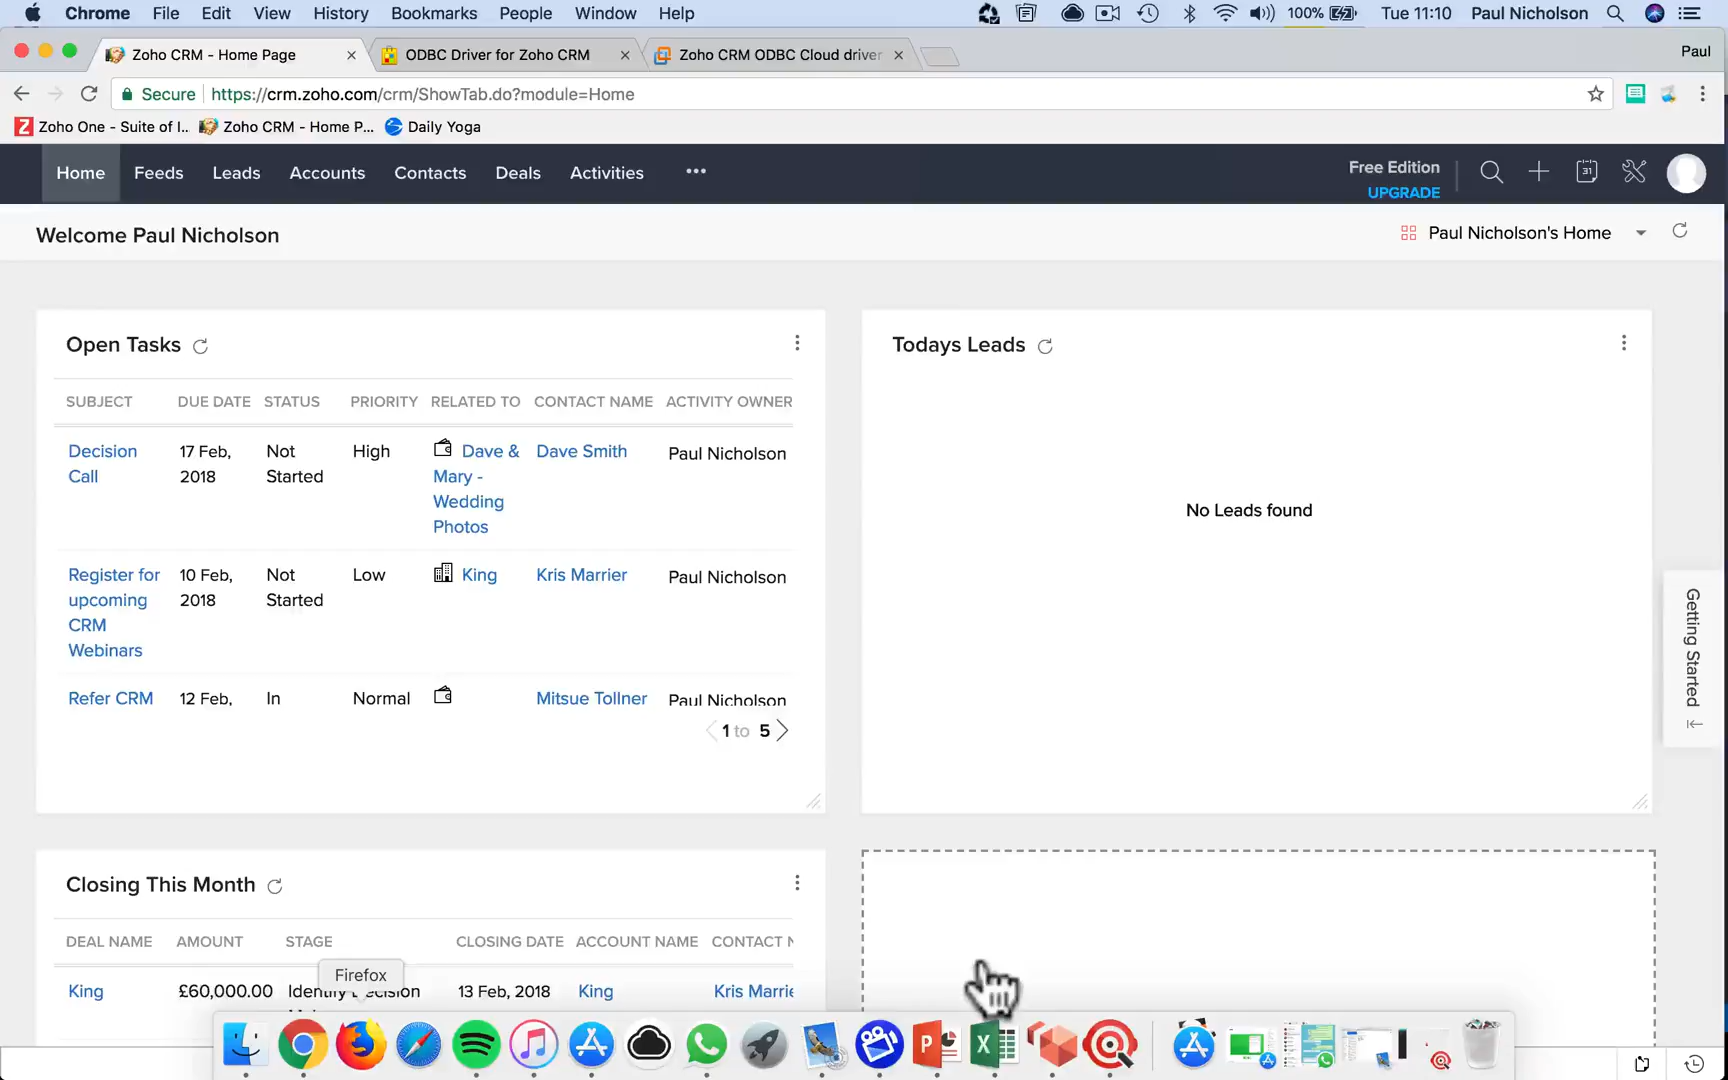 Chrome File Edit View History Bookmarks People Window Help 100% Tue 11:10 Paul Nicholson
Zoho CRM - Home Page ODBC Driver for Zoho CRM Zoho CRM ODBC Cloud driver Paul
Secure https://crm.zoho.com/crm/ShowTab.do?module=Home
Zoho One - Suite of I... Zoho CRM - Home P... Daily Yoga
Home Feeds Leads Accounts Contacts Deals Activities ••• Free Edition 31
UPGRADE
Welcome Paul Nicholson Paul Nicholson's Home
Open Tasks
SUBJECT DUE DATE STATUS PRIORITY RELATED TO CONTACT NAME ACTIVITY OWNER
Decision 17 Feb, Not High Dave & Dave Smith Paul Nicholson
Call 2018 Started Mary -
Wedding
Photos
Register for 10 Feb, Not Low King Kris Marrier Paul Nicholson
upcoming 2018 Started
CRM
Webinars
Refer CRM 12 Feb, In Normal Mitsue Tollner Paul Nicholson
1 to 5
Todays Leads
No Leads found
Getting Started
Closing This Month
DEAL NAME AMOUNT STAGE CLOSING DATE ACCOUNT NAME CONTACT N
King £60,000.00 Identify Decision 13 Feb, 2018 King Kris Marrie
Firefox